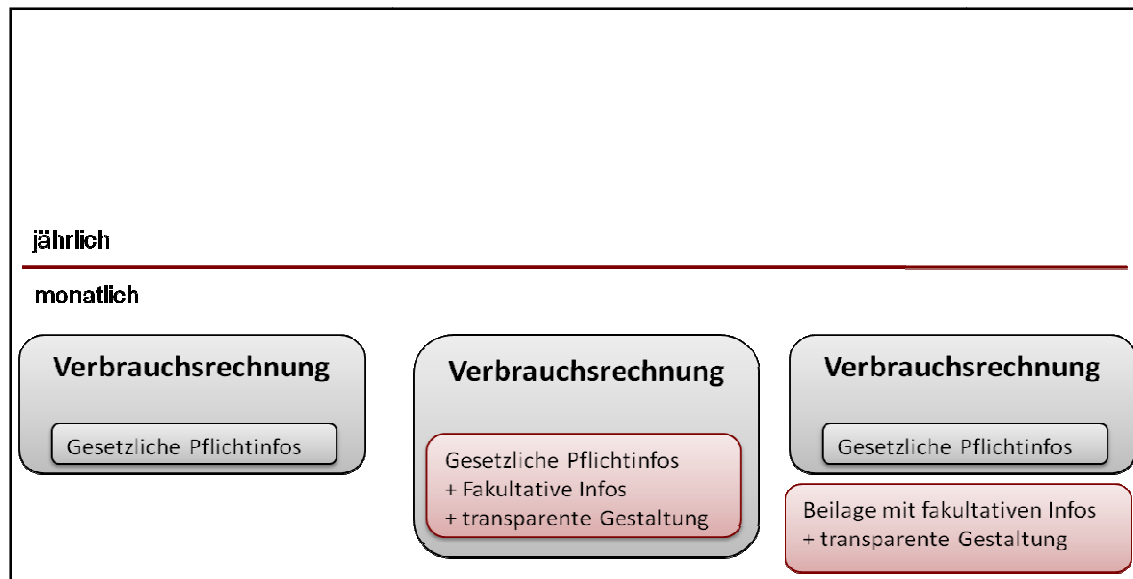 jährlich
monatlich
Verbrauchsrechnung
Gesetzliche Pflichtinfos
Verbrauchsrechnung
Gesetzliche Pflichtinfos
+ Fakultative Infos
+ transparente Gestaltung
Verbrauchsrechnung
Gesetzliche Pflichtinfos
Beilage mit fakultativen Infos
+ transparente Gestaltung